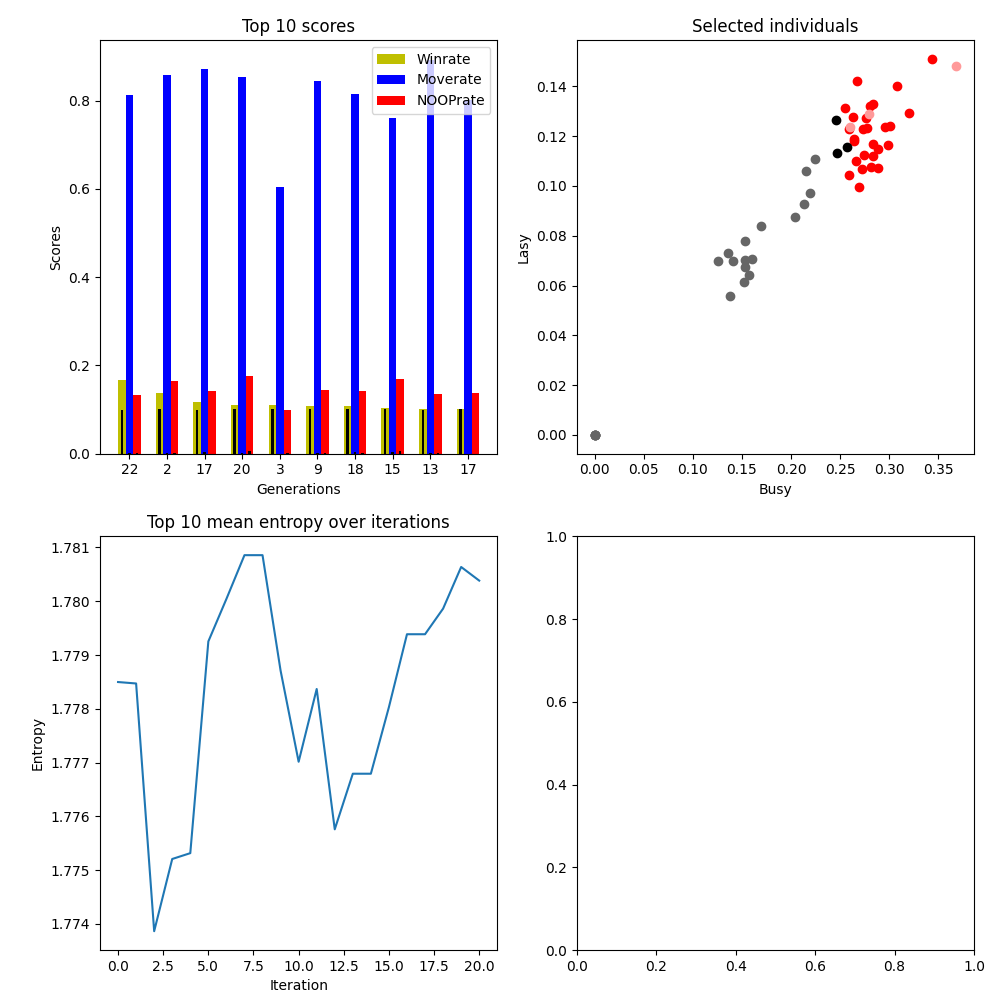 Top 10 scores
Winrate
Moverate
NOOPrate
0.8
0.6
0.4
0.2
0.0
Scores
22 2 17 20 3 9 18 15 13 17
Generations
Selected individuals
0.14
0.12
0.10
0.08
0.06
0.04
0.02
0.00
Lasy
0.00 0.05 0.10 0.15 0.20 0.25 0.30 0.35
Busy
Top 10 mean entropy over iterations
1.781
1.780
1.779
1.778
1.777
1.776
1.775
1.774
Entropy
0.0 2.5 5.0 7.5 10.0 12.5 15.0 17.5 20.0
Iteration
1.0
0.8
0.6
0.4
0.2
0.0
0.0 0.2 0.4 0.6 0.8 1.0